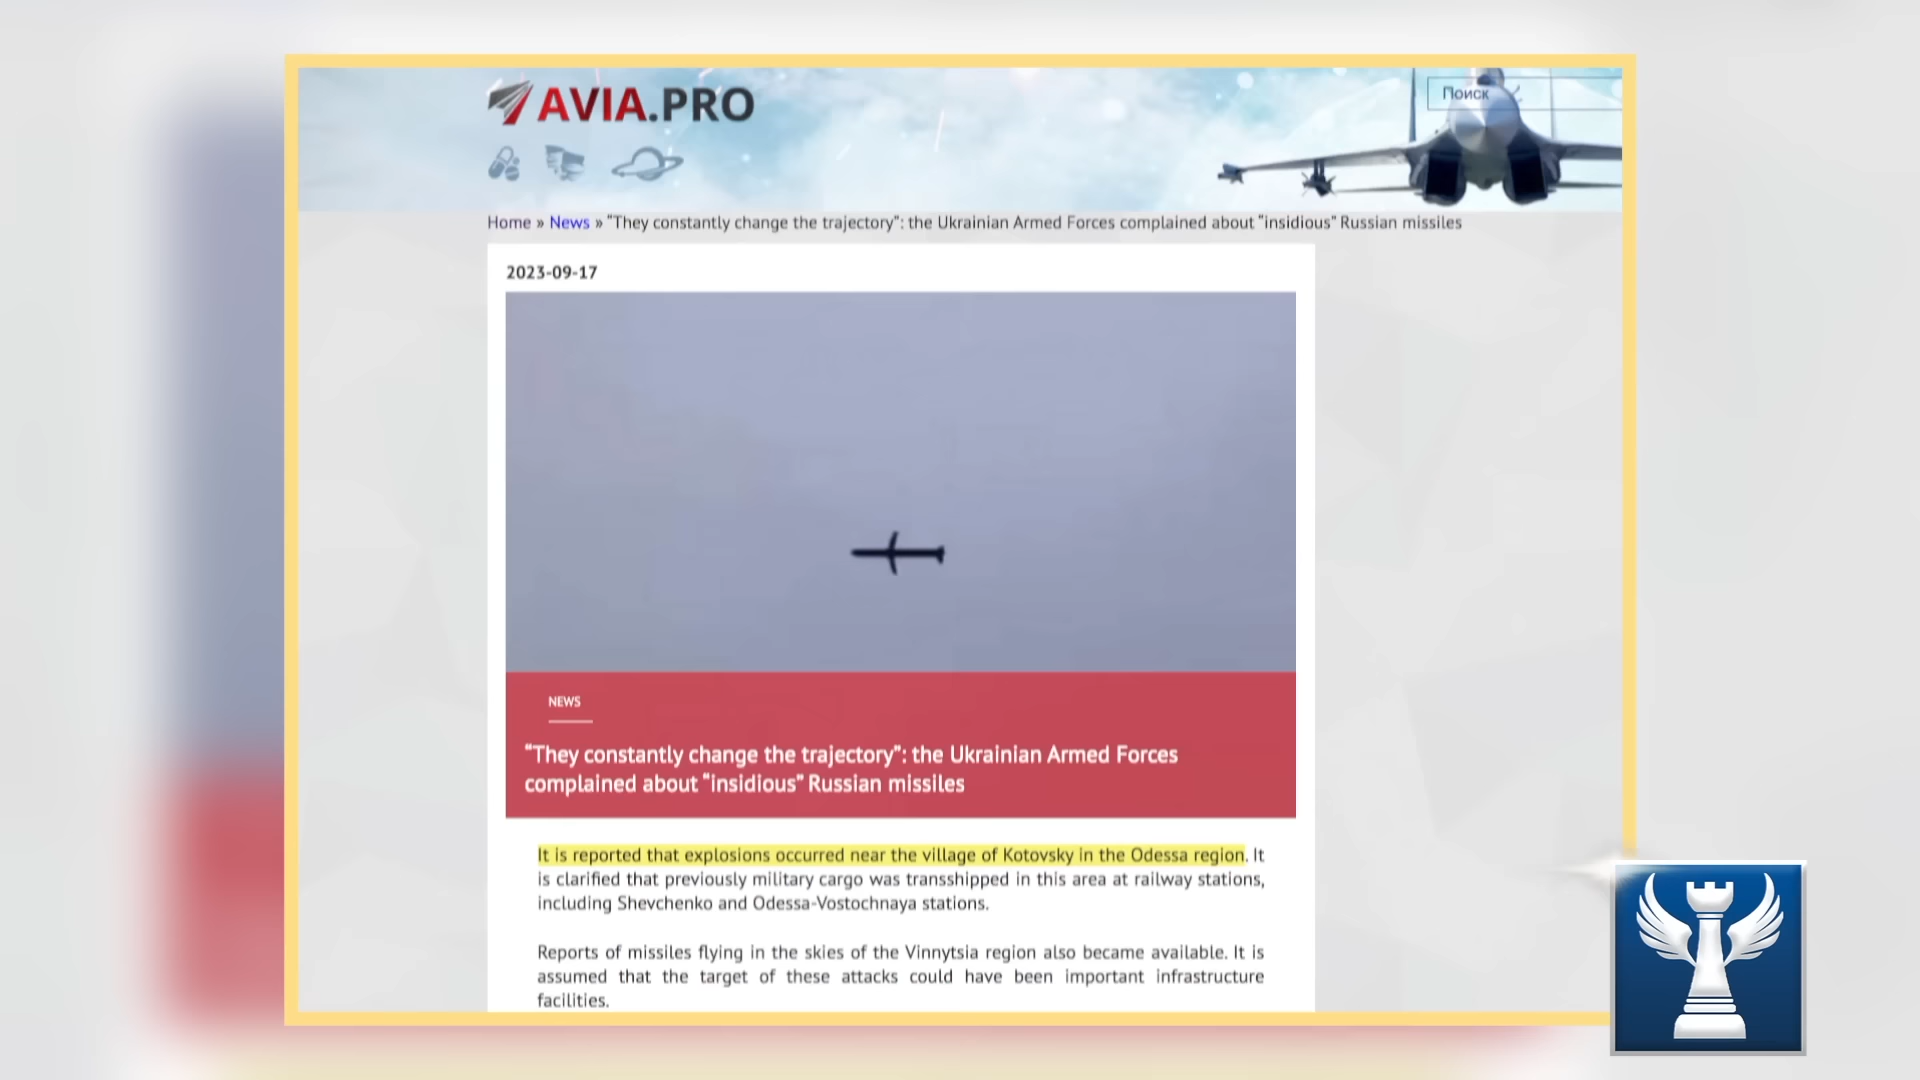 AVIA.PRO
Поиск
Home » News » “They constantly change the trajectory”: the Ukrainian Armed Forces complained about “insidious” Russian missiles
2023-09-17
NEWS
“They constantly change the trajectory”: the Ukrainian Armed Forces
complained about “insidious” Russian missiles
It is reported that explosions occurred near the village of Kotovsky in the Odessa region. It
is clarified that previously military cargo was transshipped in this area at railway stations,
including Shevchenko and Odessa-Vostochnaya stations.
Reports of missiles flying in the skies of the Vinnytsia region also became available. It is
assumed that the target of these attacks could have been important infrastructure
facilities.